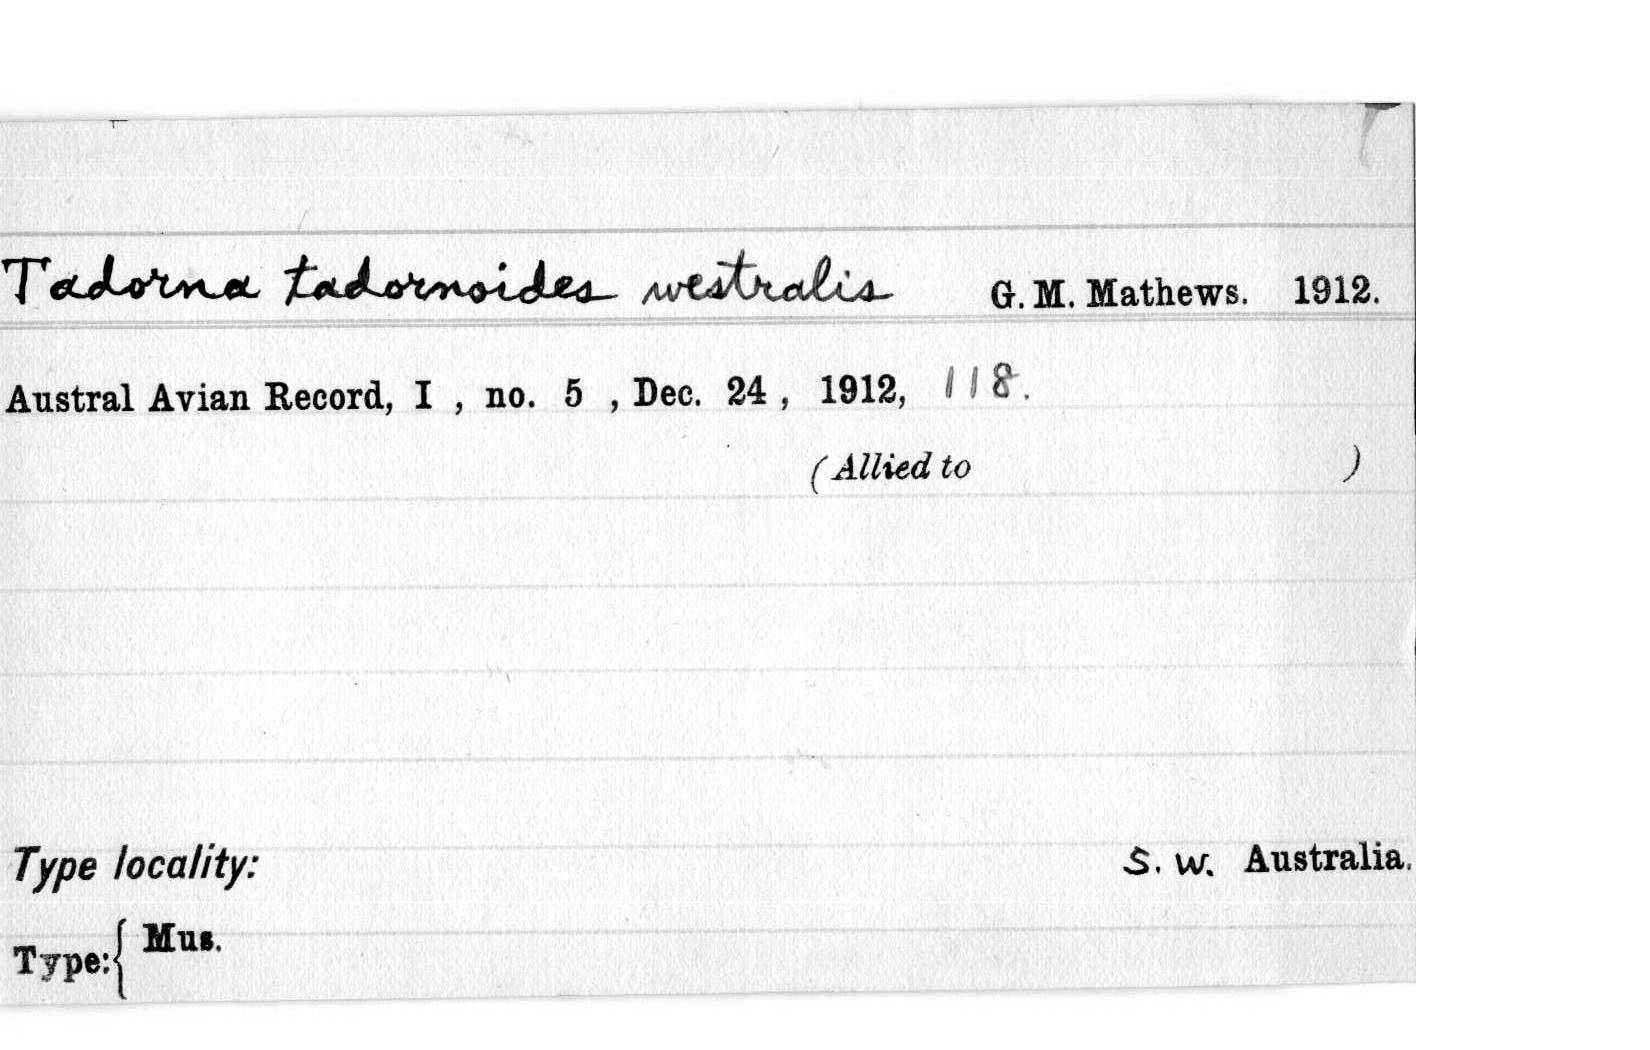 Tadorna tadornoides westralis G. M. Mathews. 1912.
Austral Avian Record, I , no. 5 , Dec. 24 , 1912, 118.
(Allied to )
Type locality: S. W. Australia.
Type:{ Mus.